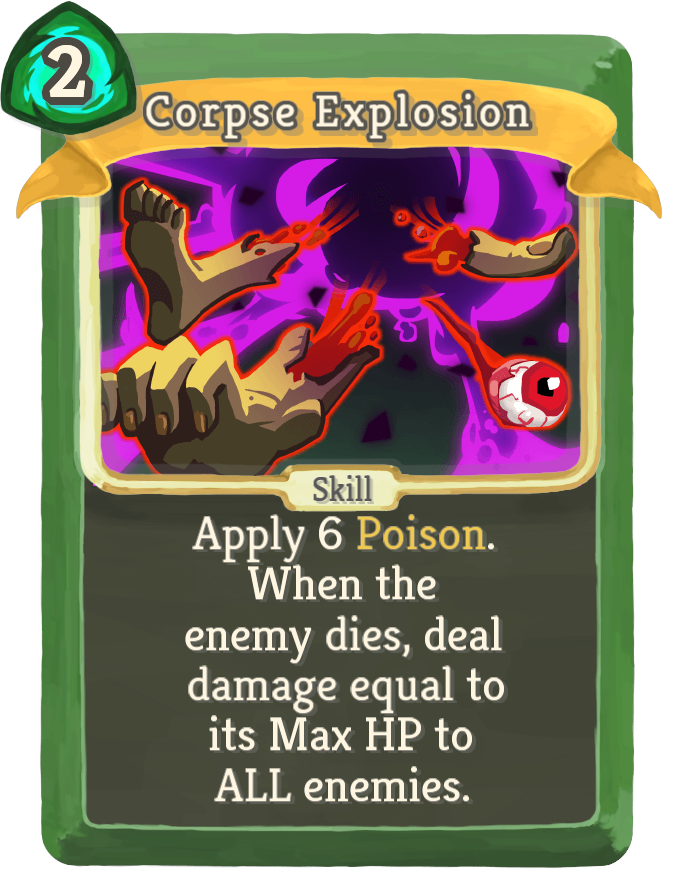 2
Corpse Explosion
Skill
Apply 6 Poison.
When the
enemy dies, deal
damage equal to
its Max HP to
ALL enemies.